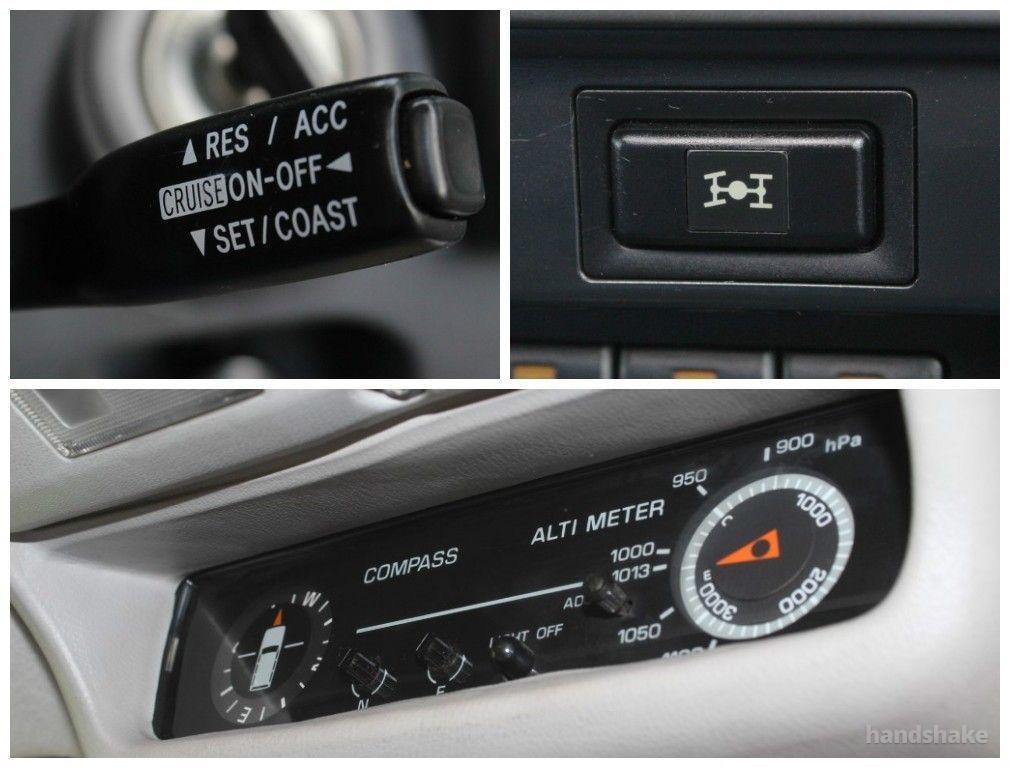 ▲ RES / ACC
CRUISE ON-OFF ◀
▼ SET / COAST
COMPASS
ALTI METER
900 hPa
950
1000
1013
1050
1000
2000
3000
m
AD
OFF
W
N
E
N
E
handshake